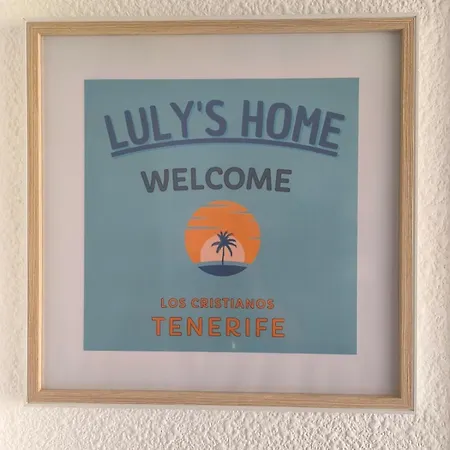 LULY'S HOME
WELCOME
LOS CRISTIANOS
TENERIFE